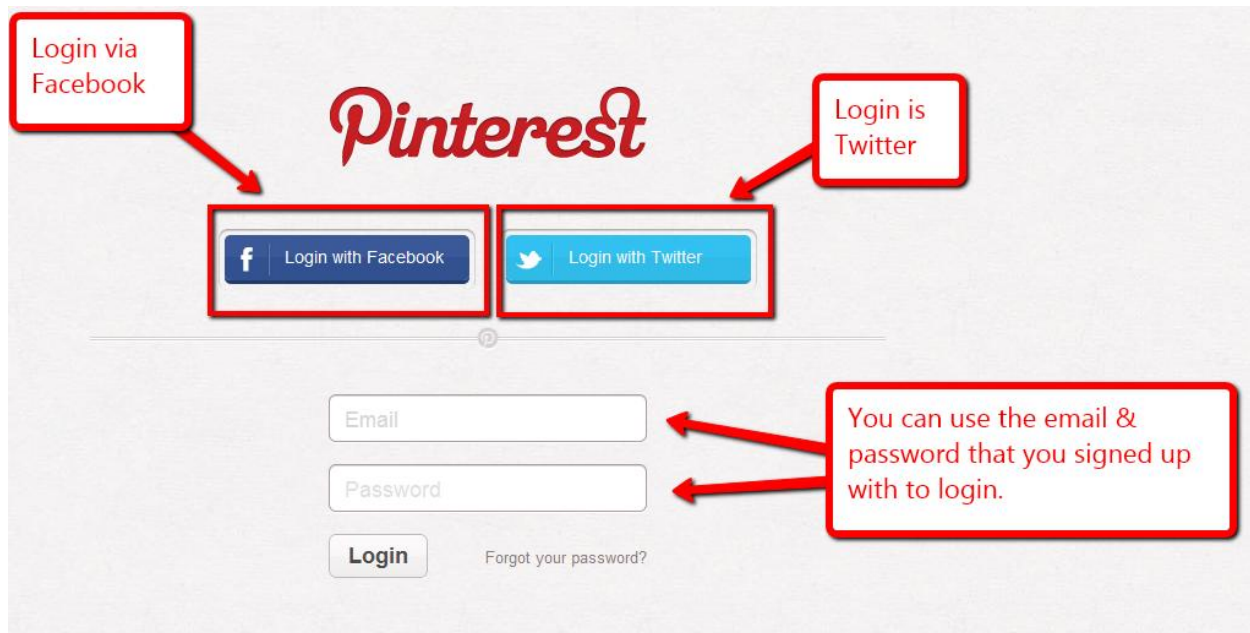 Login via
Facebook
Pinterest
Login is
Twitter
f Login with Facebook
Login with Twitter
Email
Password
You can use the email &
password that you signed up
with to login.
Login
Forgot your password?